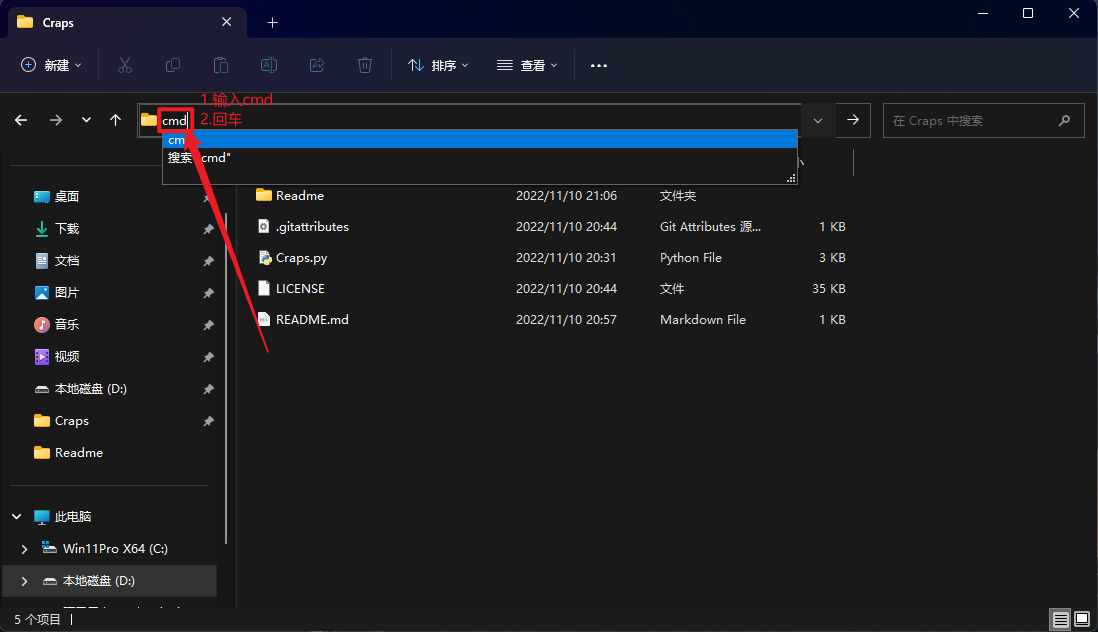 Craps
新建
排序
查看
cmd
1.输入cmd
2.回车
在 Craps 中搜索
搜索 "cmd"
桌面
Readme 2022/11/10 21:06 文件夹
下载
.gitattributes 2022/11/10 20:44 Git Attributes 源... 1 KB
文档
Craps.py 2022/11/10 20:31 Python File 3 KB
图片
LICENSE 2022/11/10 20:44 文件 35 KB
音乐
README.md 2022/11/10 20:57 Markdown File 1 KB
视频
本地磁盘 (D:)
Craps
Readme
此电脑
Win11Pro X64 (C:)
本地磁盘 (D:)
5 个项目